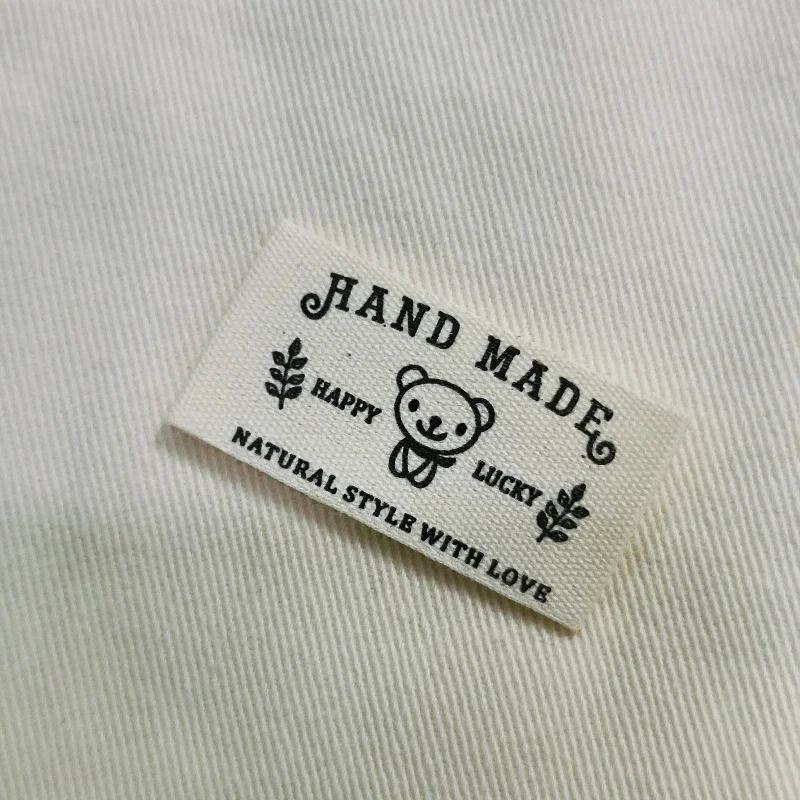 HAND MADE
HAPPY LUCKY
NATURAL STYLE WITH LOVE